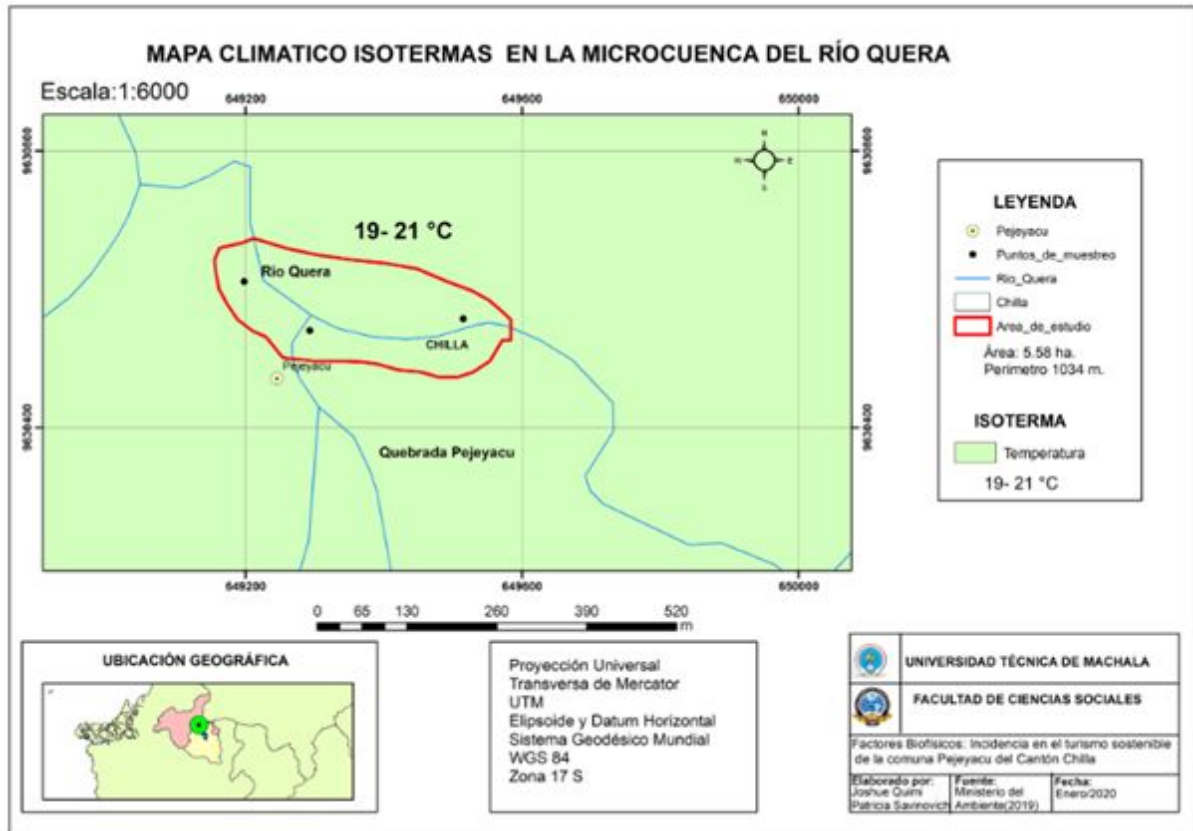 MAPA CLIMATICO ISOTERMAS EN LA MICROCUENCA DEL RÍO QUERA
Escala:1:6000
649200
649600
650000
9630800
N
E
S
19- 21 °C
Río Quera
CHILLA
Pejeyacu
9630400
Quebrada Pejeyacu
649200
649600
650000
0 65 130 260 390 520
m
LEYENDA
Pejeyacu
Puntos_de_muestreo
Rio_Quera
Chilla
Area_de_estudio
Área: 5.58 ha.
Perimetro 1034 m.
ISOTERMA
Temperatura
19- 21 °C
UBICACIÓN GEOGRÁFICA
Proyección Universal
Transversa de Mercator
UTM
Elipsoide y Datum Horizontal
Sistema Geodésico Mundial
WGS 84
Zona 17 S
UNIVERSIDAD TÉCNICA DE MACHALA
FACULTAD DE CIENCIAS SOCIALES
Factores Biofísicos: Incidencia en el turismo sostenible
de la comuna Pejeyacu del Cantón Chilla
Elaborado por:
Joshue Quimi
Patricia Savinovich
Fuente:
Ministerio del
Ambiente(2019)
Fecha:
Enero/2020